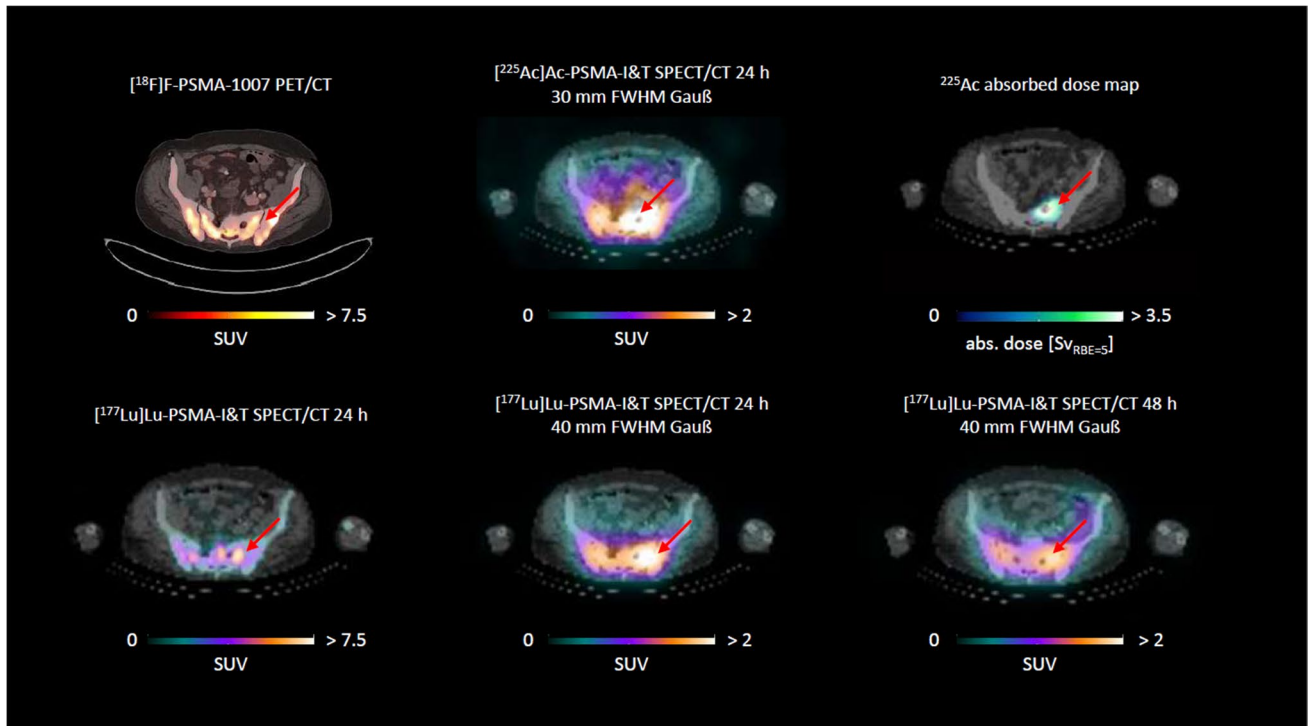 [¹⁸F]F-PSMA-1007 PET/CT
0 > 7.5
SUV
[²²⁵Ac]Ac-PSMA-I&T SPECT/CT 24 h
30 mm FWHM Gauß
0 > 2
SUV
²²⁵Ac absorbed dose map
0 > 3.5
abs. dose [Sv_RBE=5]
[¹⁷⁷Lu]Lu-PSMA-I&T SPECT/CT 24 h
0 > 7.5
SUV
[¹⁷⁷Lu]Lu-PSMA-I&T SPECT/CT 24 h
40 mm FWHM Gauß
0 > 2
SUV
[¹⁷⁷Lu]Lu-PSMA-I&T SPECT/CT 48 h
40 mm FWHM Gauß
0 > 2
SUV